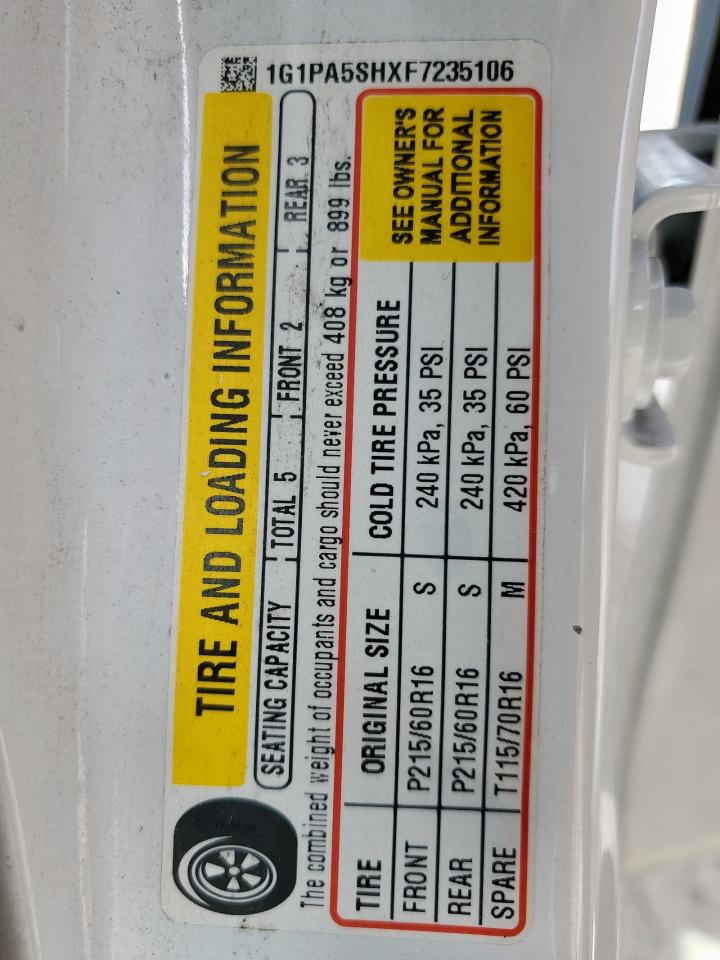 1G1PA5SHXF7235106
TIRE AND LOADING INFORMATION
SEATING CAPACITY TOTAL 5 FRONT 2 REAR 3
The combined weight of occupants and cargo should never exceed 408 kg or 899 lbs.
TIRE ORIGINAL SIZE COLD TIRE PRESSURE
FRONT P215/60R16 S 240 kPa, 35 PSI
REAR P215/60R16 S 240 kPa, 35 PSI
SPARE T115/70R16 M 420 kPa, 60 PSI
SEE OWNER'S
MANUAL FOR
ADDITIONAL
INFORMATION